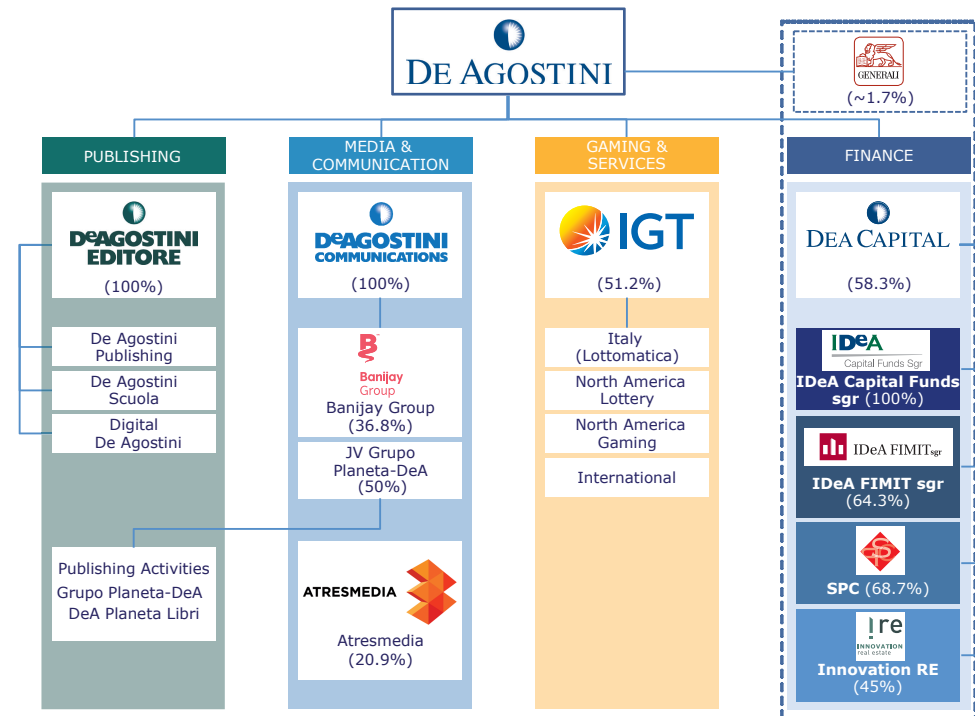 DE AGOSTINI
GENERALI
(~1.7%)
PUBLISHING
MEDIA &
COMMUNICATION
GAMING &
SERVICES
FINANCE
DeAGOSTINI
EDITORE
(100%)
De Agostini
Publishing
De Agostini
Scuola
Digital
De Agostini
Publishing Activities
Grupo Planeta-DeA
DeA Planeta Libri
DeAGOSTINI
COMMUNICATIONS
(100%)
Banijay
Group
Banijay Group
(36.8%)
JV Grupo
Planeta-DeA
(50%)
ATRESMEDIA
Atresmedia
(20.9%)
IGT
(51.2%)
Italy
(Lottomatica)
North America
Lottery
North America
Gaming
International
DEA CAPITAL
(58.3%)
IDeA
Capital Funds Sgr
IDeA Capital Funds
sgr (100%)
IDeA FIMIT sgr
IDeA FIMIT sgr
(64.3%)
SPC (68.7%)
ire
INNOVATION
real estate
Innovation RE
(45%)